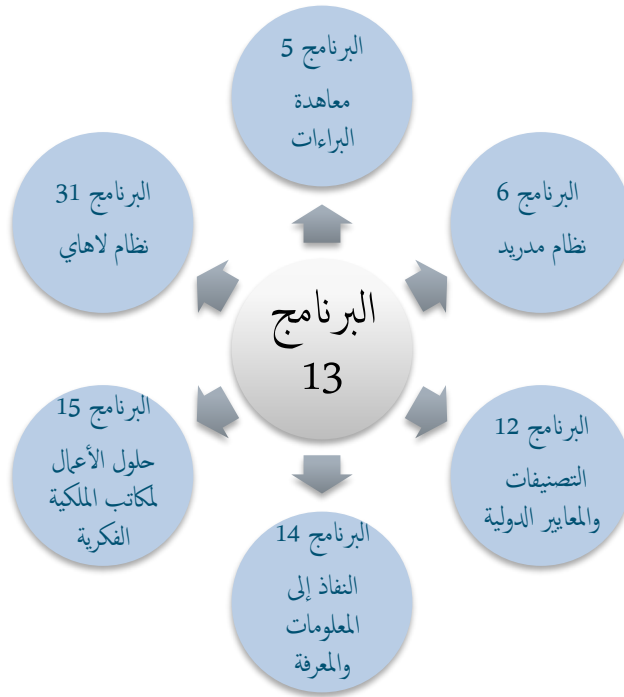 البرنامج 5
معاهدة
البراءات
البرنامج 6
نظام مدريد
البرنامج 31
نظام لاهاي
البرنامج
13
البرنامج 12
التصنيفات
والمعايير الدولية
البرنامج 15
حلول الأعمال
لمكاتب الملكية
الفكرية
البرنامج 14
النفاذ إلى
المعلومات
والمعرفة